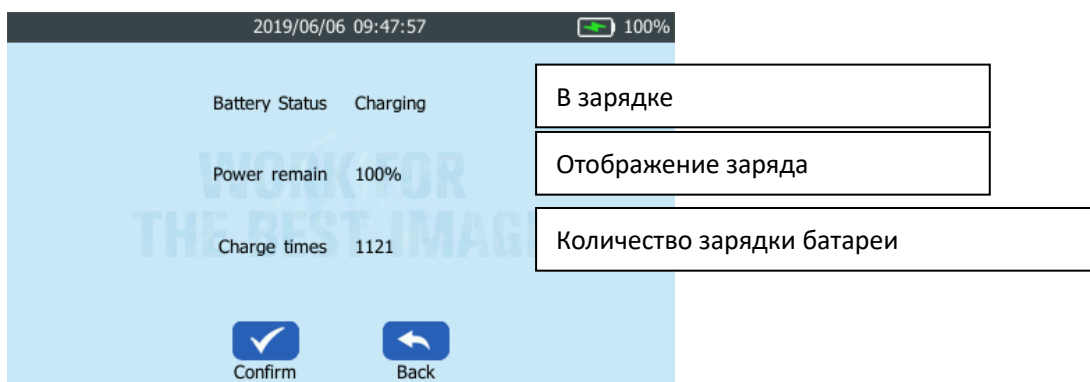 2019/06/06 09:47:57 100%
Battery Status Charging В зарядке
WORK FOR
Power remain 100% Отображение заряда
THE BEST IMAG
Charge times 1121 Количество зарядки батареи
Confirm Back